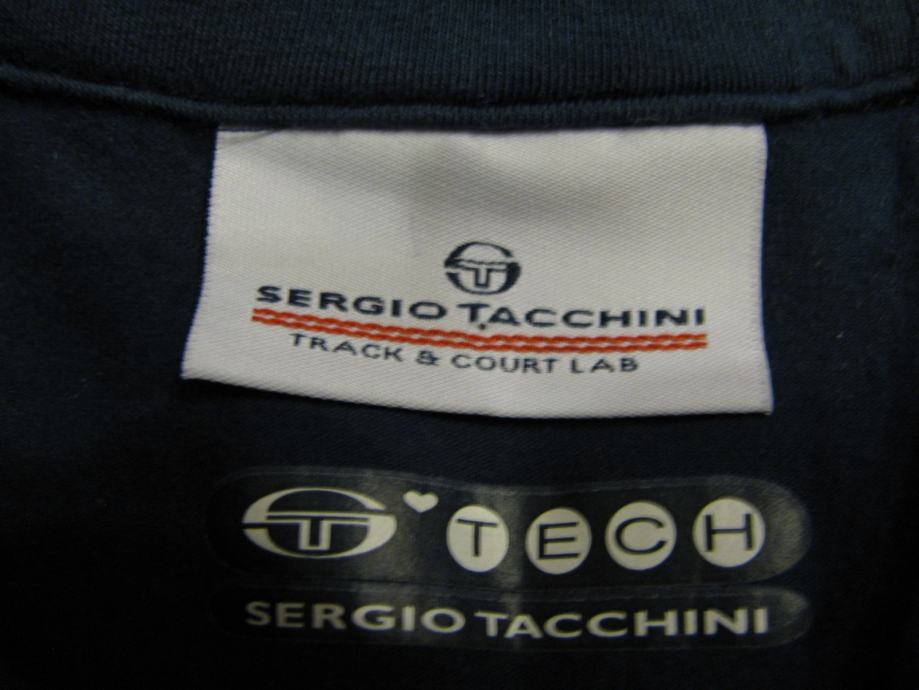 SERGIO TACCHINI
TRACK & COURT LAB
TECH
SERGIO TACCHINI